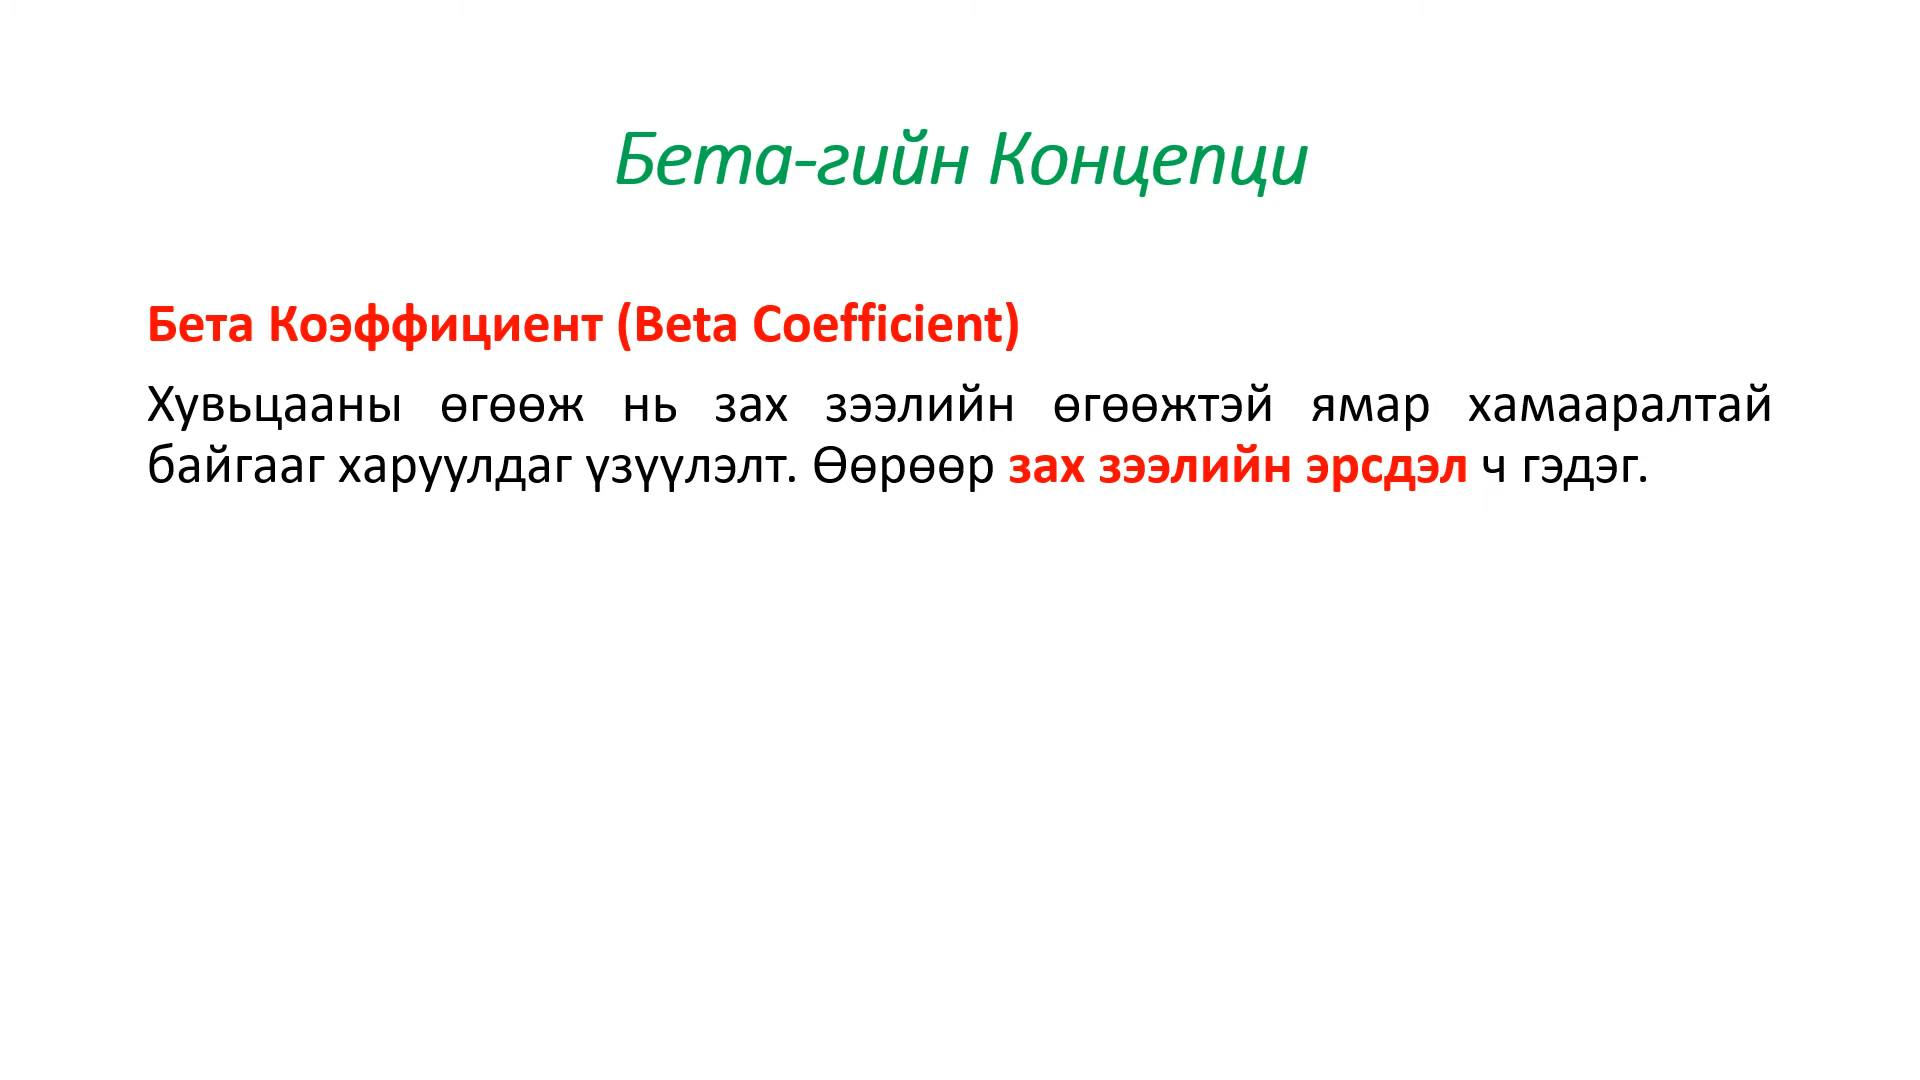 Бета-гийн Концепци
Бета Коэффициент (Beta Coefficient)
Хувьцааны өгөөж нь зах зээлийн өгөөжтэй ямар хамааралтай
байгааг харуулдаг үзүүлэлт. Өөрөөр зах зээлийн эрсдэл ч гэдэг.